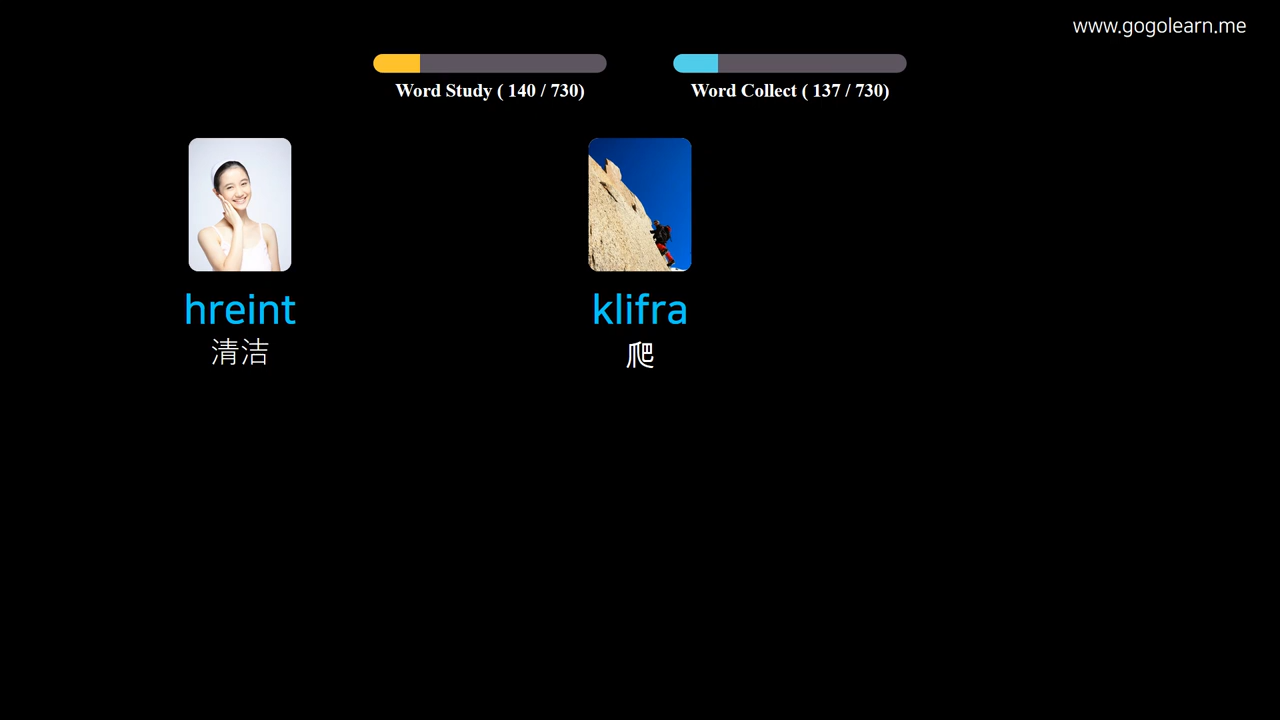 www.gogolearn.me
Word Study ( 140 / 730)
Word Collect ( 137 / 730)
hreint
清洁
klifra
爬